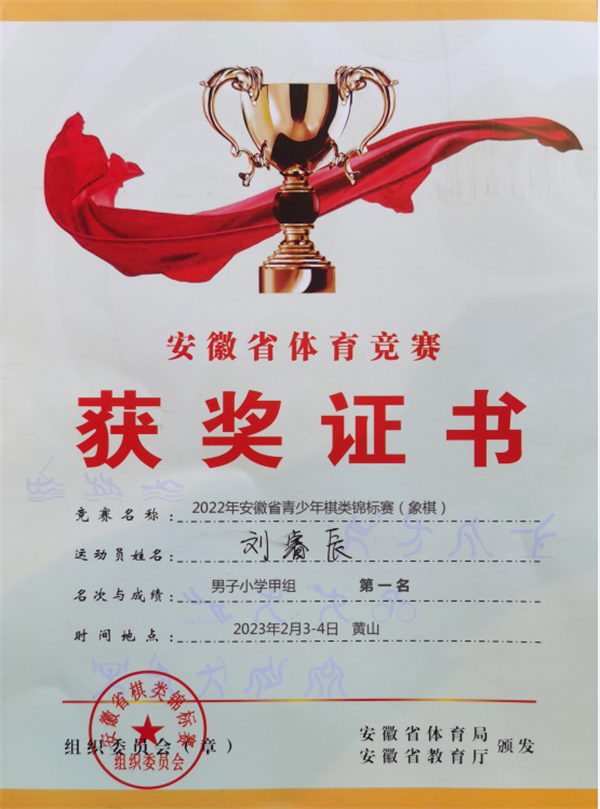 安徽省体育竞赛
获奖证书
竞赛名称：2022年安徽省青少年棋类锦标赛（象棋）
运动员姓名：刘睿辰
名次与成绩：男子小学甲组 第一名
时间地点：2023年2月3-4日 黄山
安徽省棋类锦标赛
组织委员会
组织委员会（章）
安徽省体育局
安徽省教育厅 颁发